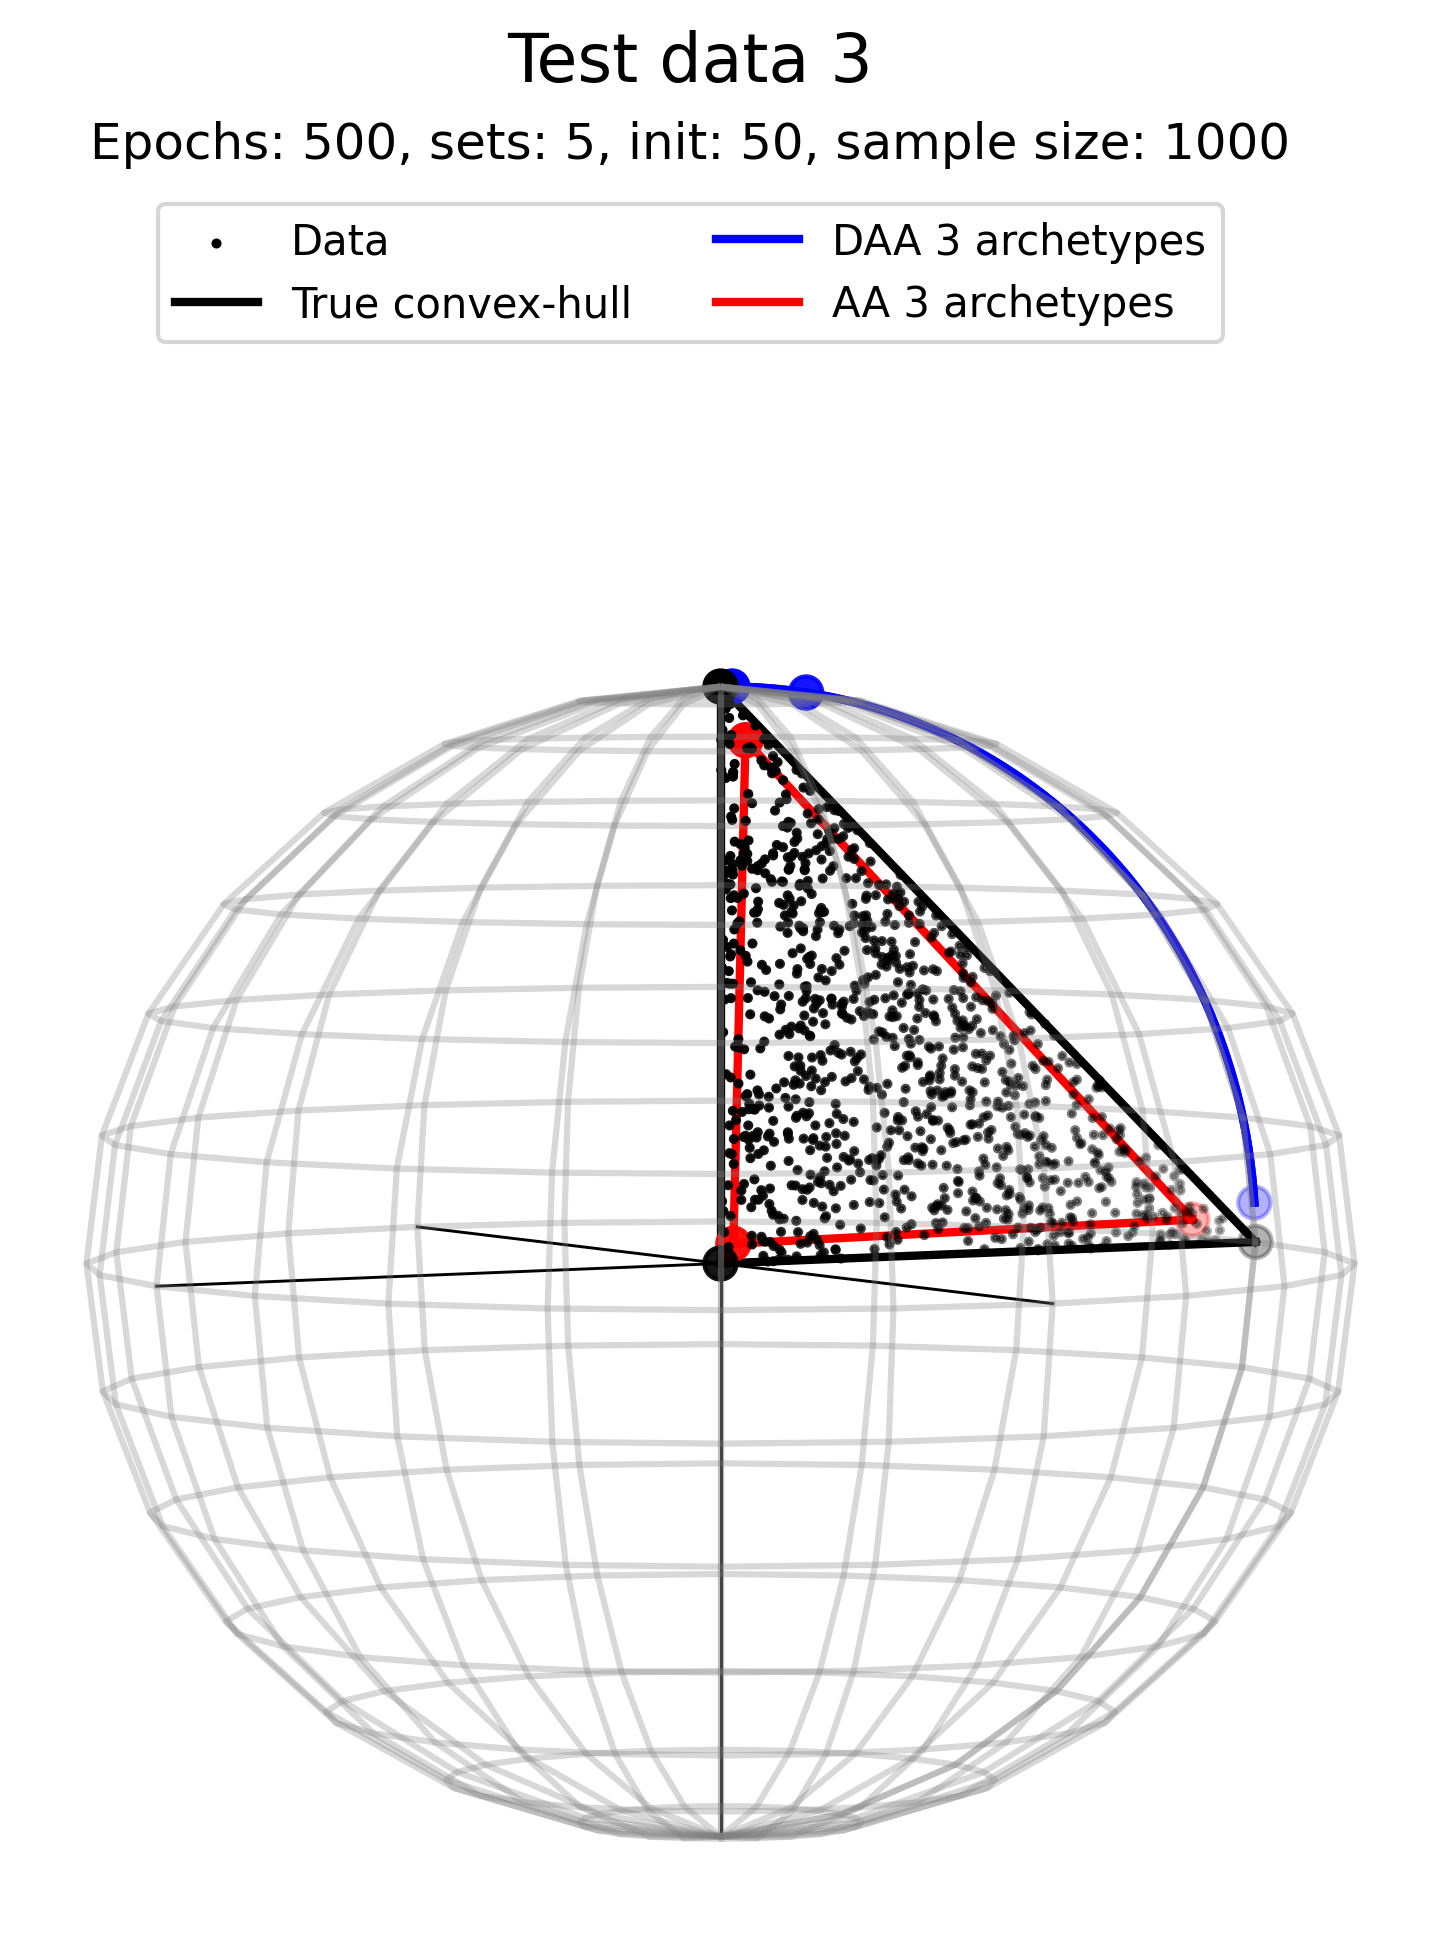 Test data 3
Epochs: 500, sets: 5, init: 50, sample size: 1000
Data
True convex-hull
DAA 3 archetypes
AA 3 archetypes